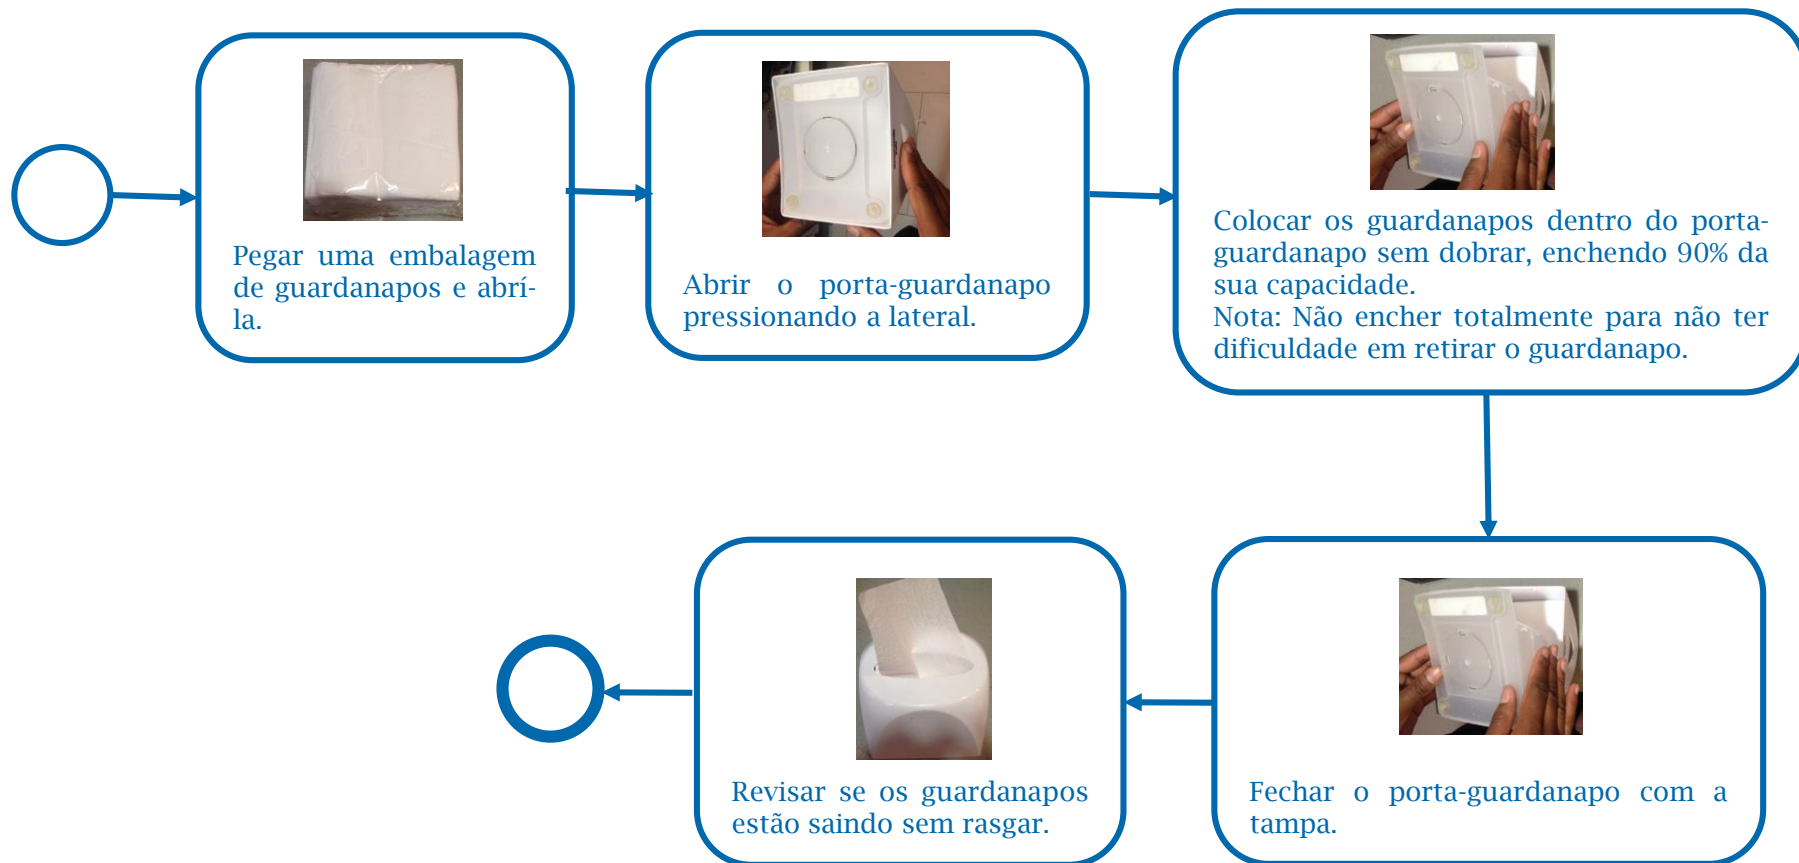 Pegar uma embalagem
de guardanapos e abrí-
la.
Abrir o porta-guardanapo
pressionando a lateral.
Colocar os guardanapos dentro do porta-
guardanapo sem dobrar, enchendo 90% da
sua capacidade.
Nota: Não encher totalmente para não ter
dificuldade em retirar o guardanapo.
Revisar se os guardanapos
estão saindo sem rasgar.
Fechar o porta-guardanapo com a
tampa.